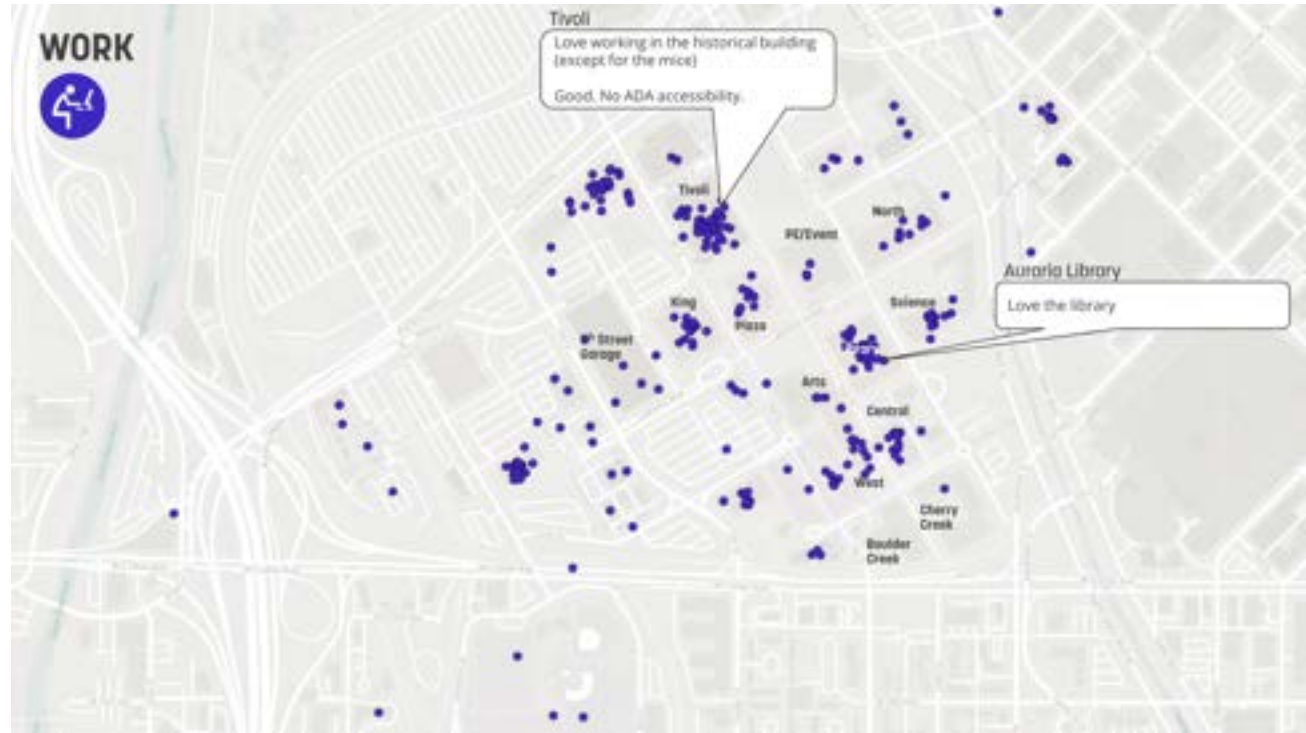 WORK
Tivoli
Love working in the historical building
(except for the mice)
Good. No ADA accessibility.
Tivoli
North
PE/Event
Auraria Library
Love the library
King
Plaza
Science
Street
Garage
Arts
Central
West
Cherry
Creek
Boulder
Creek